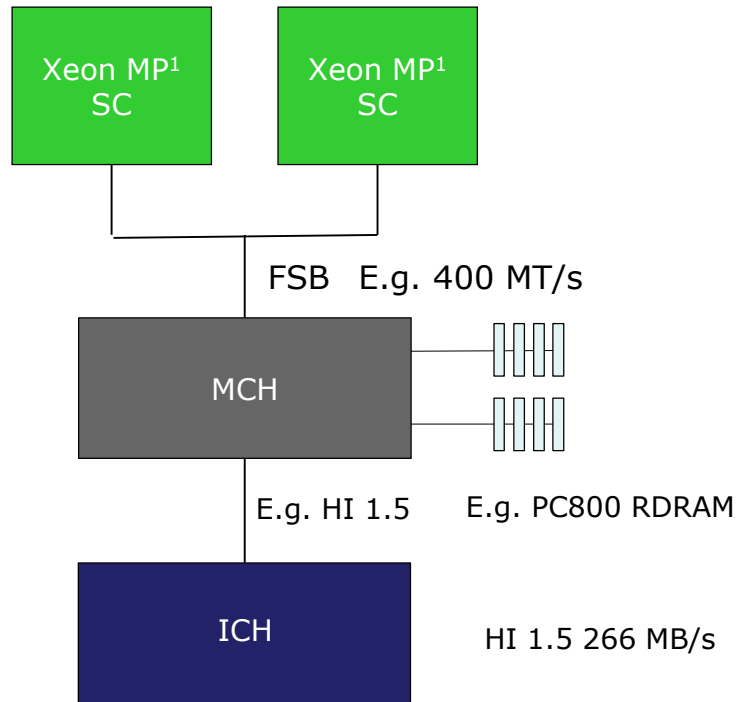 Xeon MP¹
SC
Xeon MP¹
SC
FSB E.g. 400 MT/s
MCH
E.g. HI 1.5
E.g. PC800 RDRAM
ICH
HI 1.5 266 MB/s